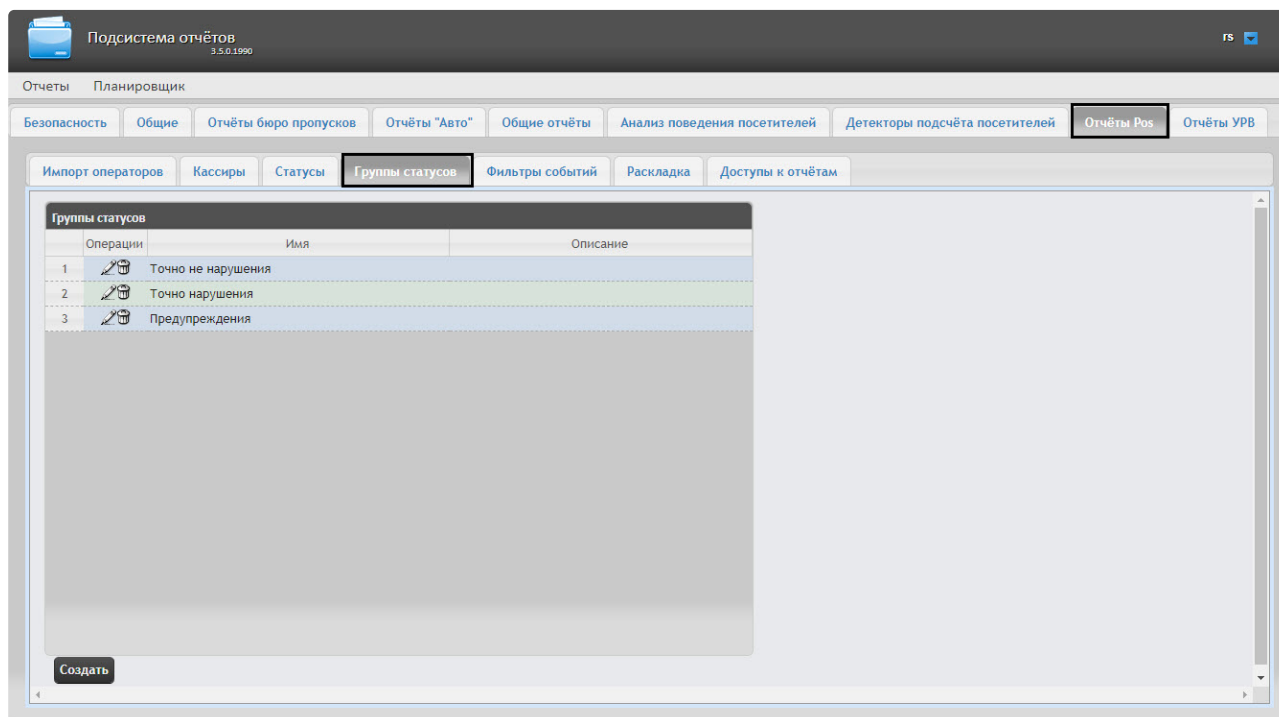 Подсистема отчётов
3.5.0.1990
rs
Отчеты Планировщик
Безопасность Общие Отчёты бюро пропусков Отчёты "Авто" Общие отчёты Анализ поведения посетителей Детекторы подсчёта посетителей Отчёты Pos Отчёты УРВ
Импорт операторов Кассиры Статусы Группы статусов Фильтры событий Раскладка Доступы к отчётам
Группы статусов
Операции Имя Описание
1 Точно не нарушения
2 Точно нарушения
3 Предупреждения
Создать